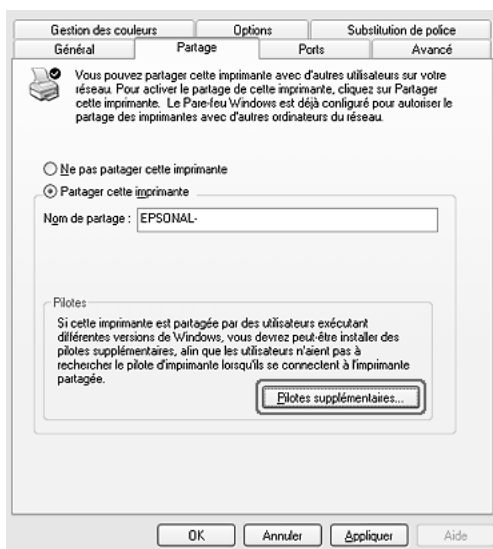 Gestion des couleurs Options Substitution de police
Général Partage Ports Avancé
Vous pouvez partager cette imprimante avec d'autres utilisateurs sur votre
réseau. Pour activer le partage de cette imprimante, cliquez sur Partager
cette imprimante. Le Pare-feu Windows est déjà configuré pour autoriser le
partage des imprimantes avec d'autres ordinateurs du réseau.
Ne pas partager cette imprimante
Partager cette imprimante
Nom de partage : EPSONAL-
Pilotes
Si cette imprimante est partagée par des utilisateurs exécutant
différentes versions de Windows, vous devrez peut-être installer des
pilotes supplémentaires, afin que les utilisateurs n'aient pas à
rechercher le pilote d'imprimante lorsqu'ils se connectent à l'imprimante
partagée.
Pilotes supplémentaires...
OK Annuler Appliquer Aide